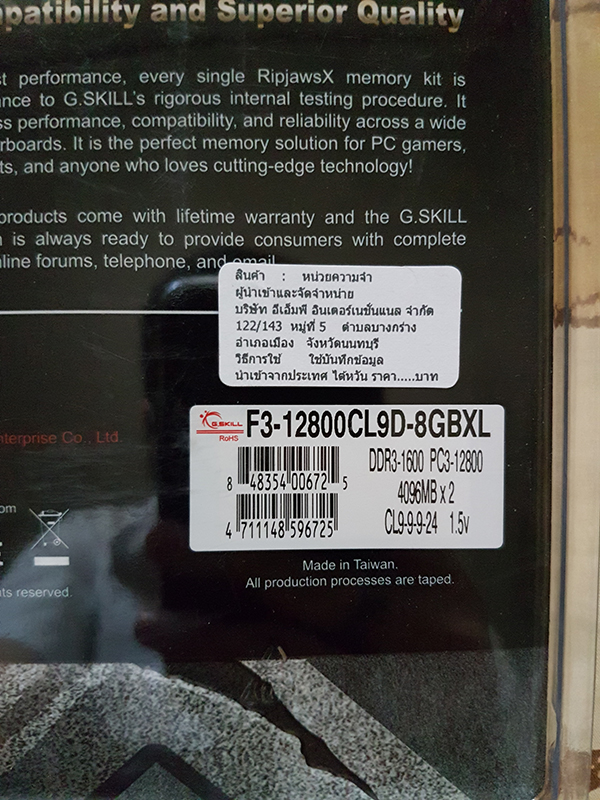 patibility and Superior Quality
t performance, every single RipjawsX memory kit is
nce to G.SKILL's rigorous internal testing procedure. It
ss performance, compatibility, and reliability across a wide
rboards. It is the perfect memory solution for PC gamers,
ts, and anyone who loves cutting-edge technology!
products come with lifetime warranty and the G.SKILL
is always ready to provide consumers with complete
line forums, telephone, and email
สินค้า : หน่วยความจำ
ผู้นำเข้าและจัดจำหน่าย
บริษัท อีเอ็มพี อินเตอร์เนชั่นแนล จำกัด
122/143 หมู่ที่ 5 ตำบลบางกร่าง
อำเภอเมือง จังหวัดนนทบุรี
วิธีการใช้ ใช้บันทึกข้อมูล
นำเข้าจากประเทศ ไต้หวัน ราคา.....บาท
G.SKILL
RoHS
F3-12800CL9D-8GBXL
DDR3-1600 PC3-12800
8 48354 00672 5
4096MB x 2
4 711148 596725
CL9-9-9-24 1.5v
nterprise Co., Ltd.
om
Made in Taiwan.
All production processes are taped.
ts reserved.